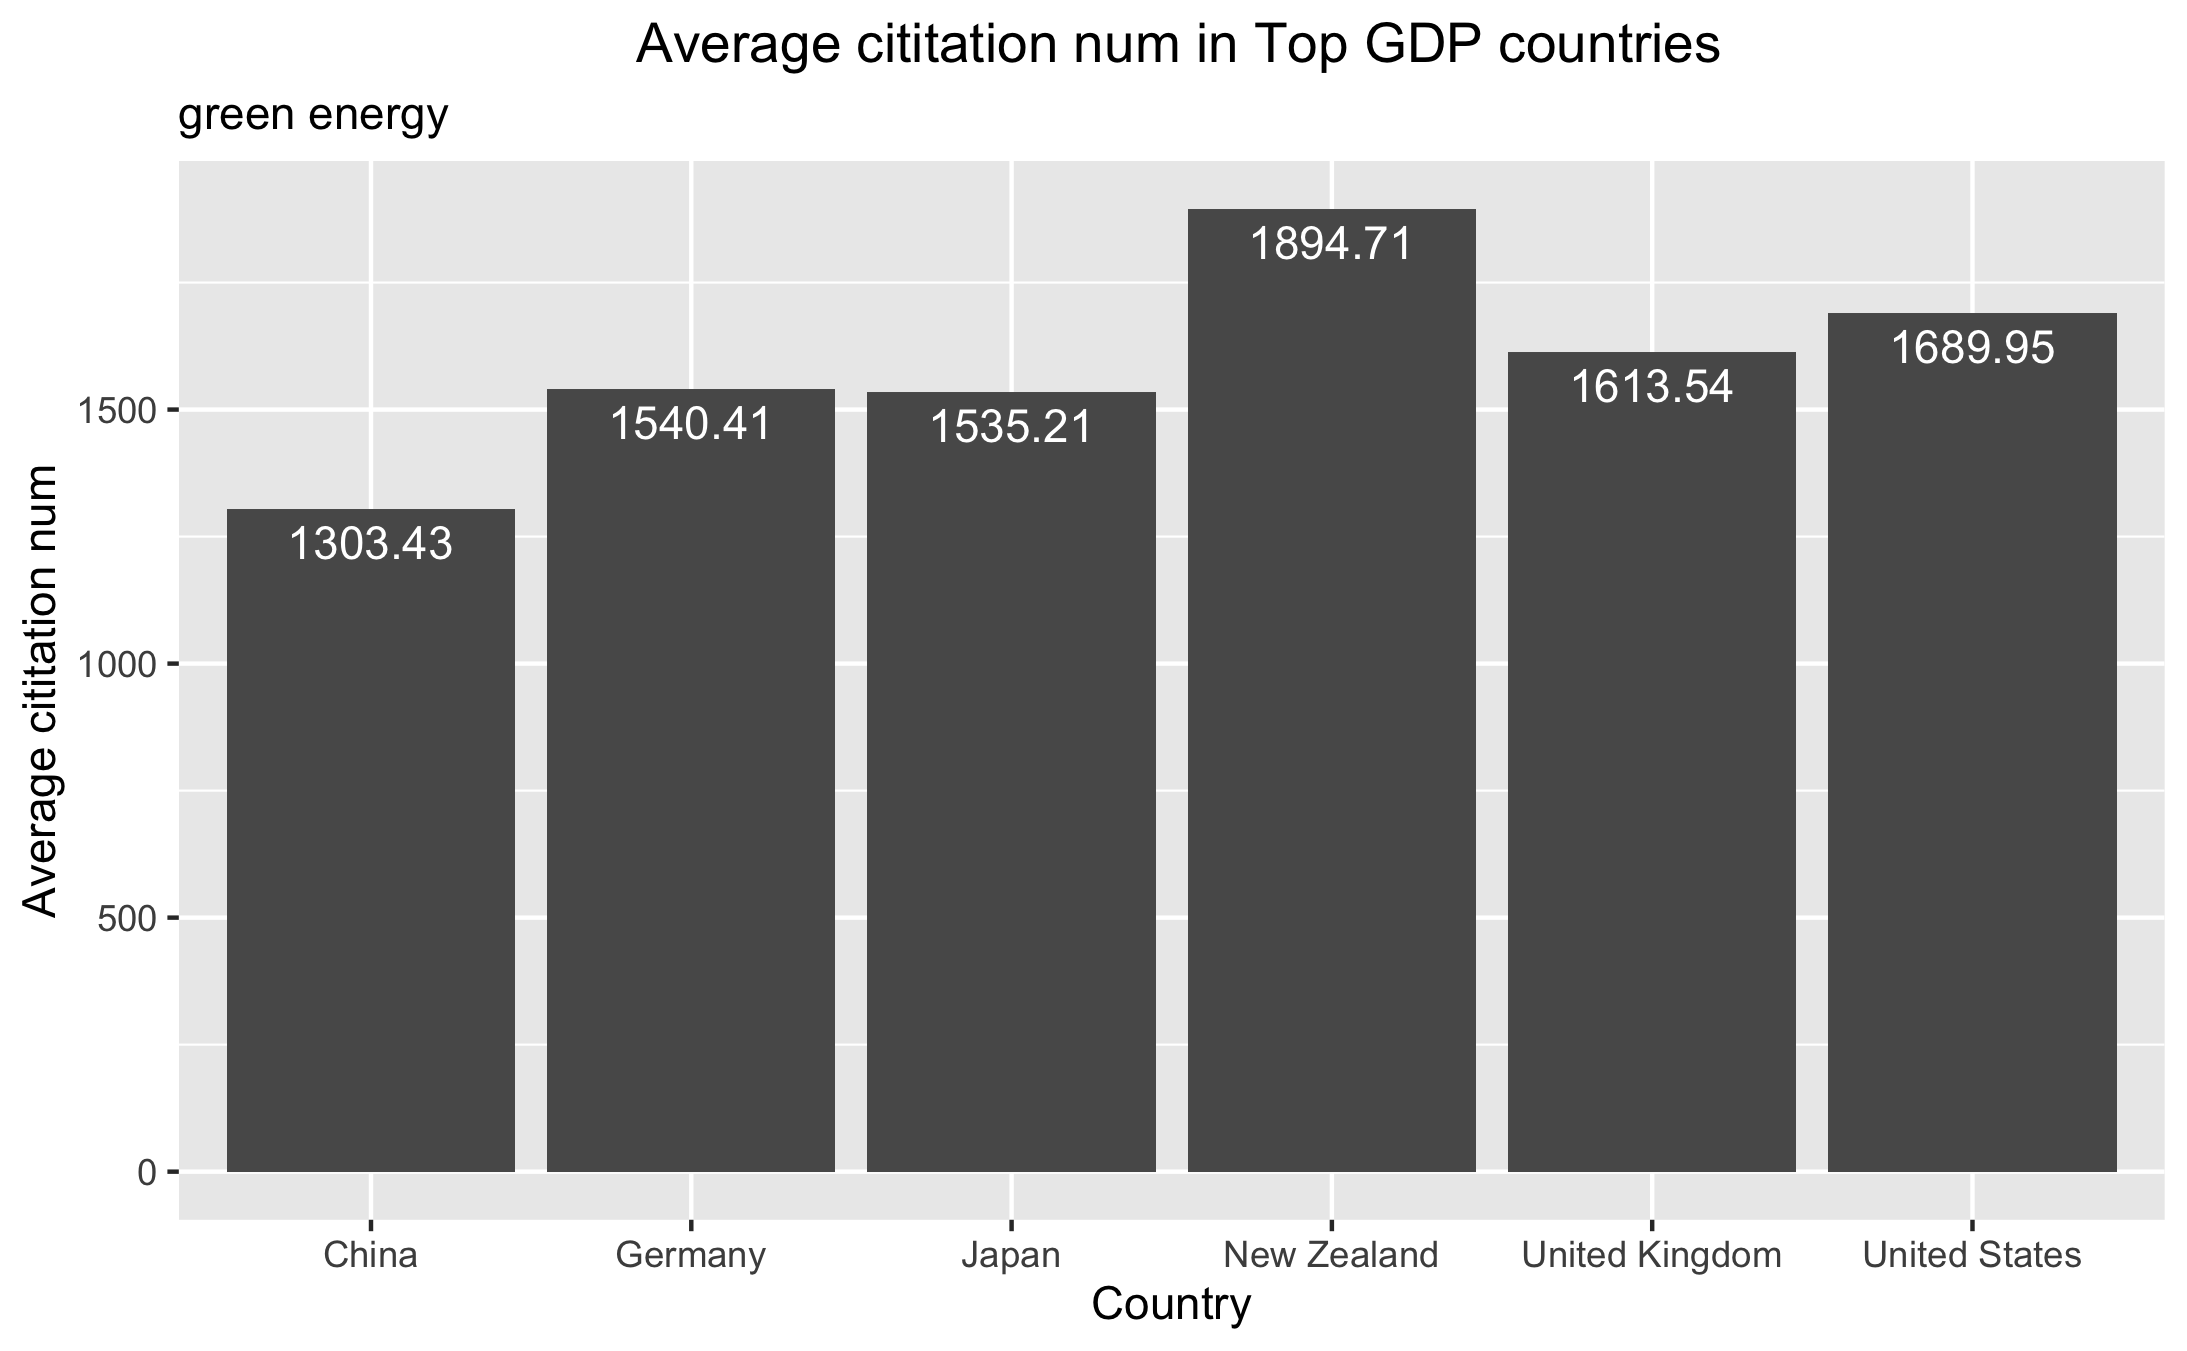 Average cititation num in Top GDP countries
green energy
1894.71
1689.95
1613.54
1540.41
1535.21
1303.43
1500
1000
500
0
Average cititation num
China Germany Japan New Zealand United Kingdom United States
Country